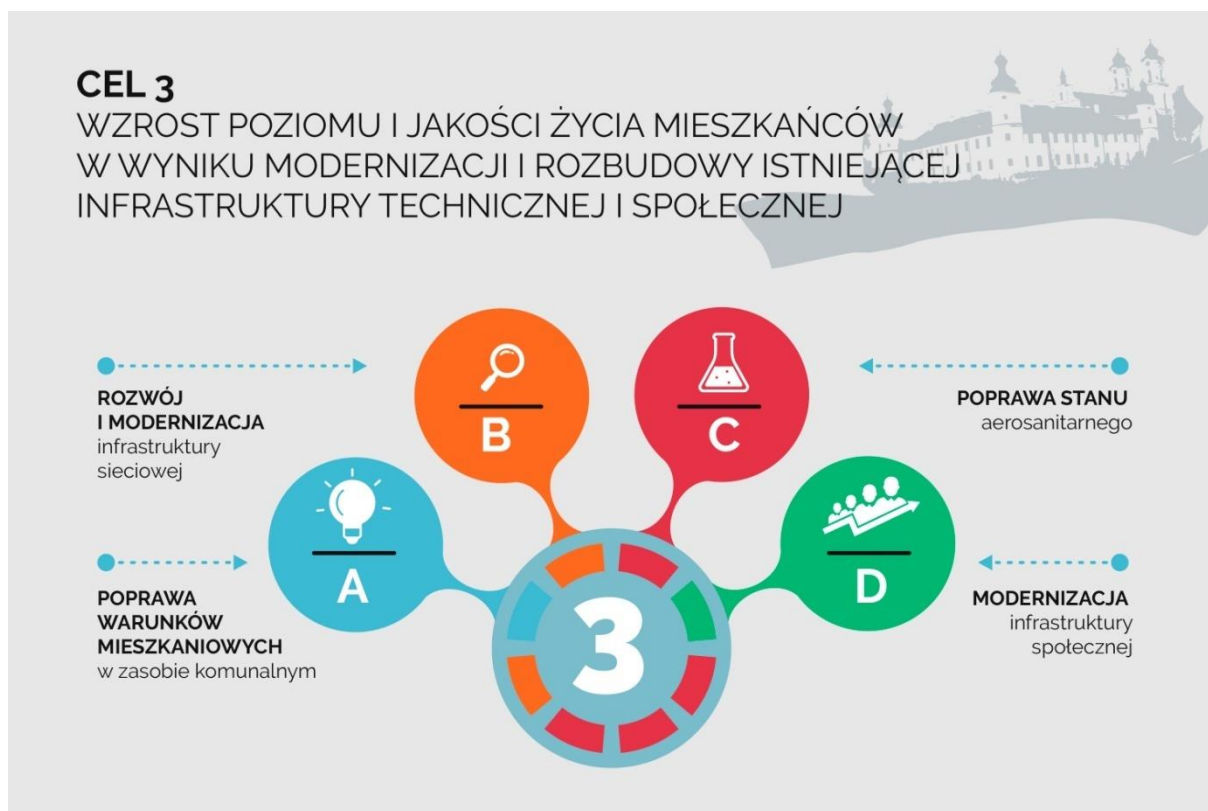 CEL 3
WZROST POZIOMU I JAKOŚCI ŻYCIA MIESZKAŃCÓW
W WYNIKU MODERNIZACJI I ROZBUDOWY ISTNIEJĄCEJ
INFRASTRUKTURY TECHNICZNEJ I SPOŁECZNEJ
ROZWÓJ
I MODERNIZACJA
infrastruktury
sieciowej
B
C
POPRAWA STANU
aerosanitarnego
POPRAWA
WARUNKÓW
MIESZKANIOWYCH
w zasobie komunalnym
A
3
D
MODERNIZACJA
infrastruktury
społecznej